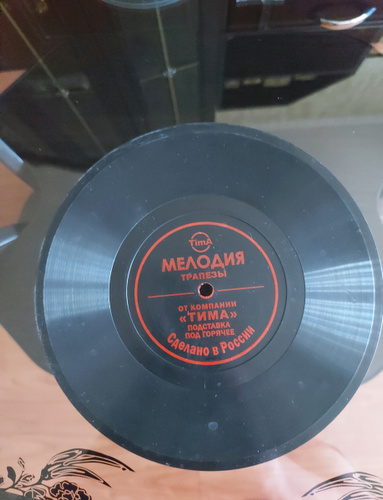 TimA
МЕЛОДИЯ
ТРАПЕЗЫ
ОТ КОМПАНИИ
«ТИМА»
ПОДСТАВКА
ПОД ГОРЯЧЕЕ
Сделано в России